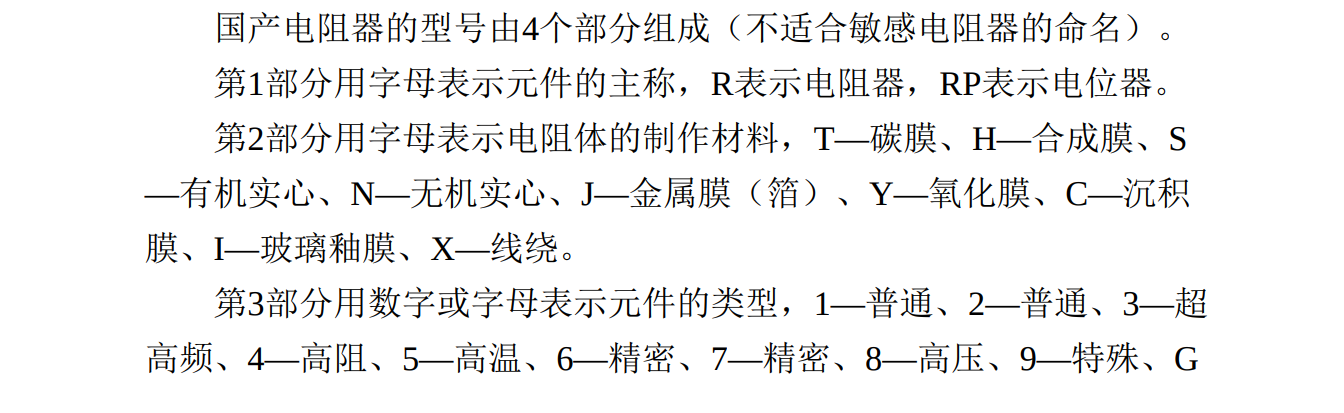 国产电阻器的型号由4个部分组成（不适合敏感电阻器的命名）。
第1部分用字母表示元件的主称，R表示电阻器，RP表示电位器。
第2部分用字母表示电阻体的制作材料，T—碳膜、H—合成膜、S
—有机实心、N—无机实心、J—金属膜（箔）、Y—氧化膜、C—沉积
膜、I—玻璃釉膜、X—线绕。
第3部分用数字或字母表示元件的类型，1—普通、2—普通、3—超
高频、4—高阻、5—高温、6—精密、7—精密、8—高压、9—特殊、G